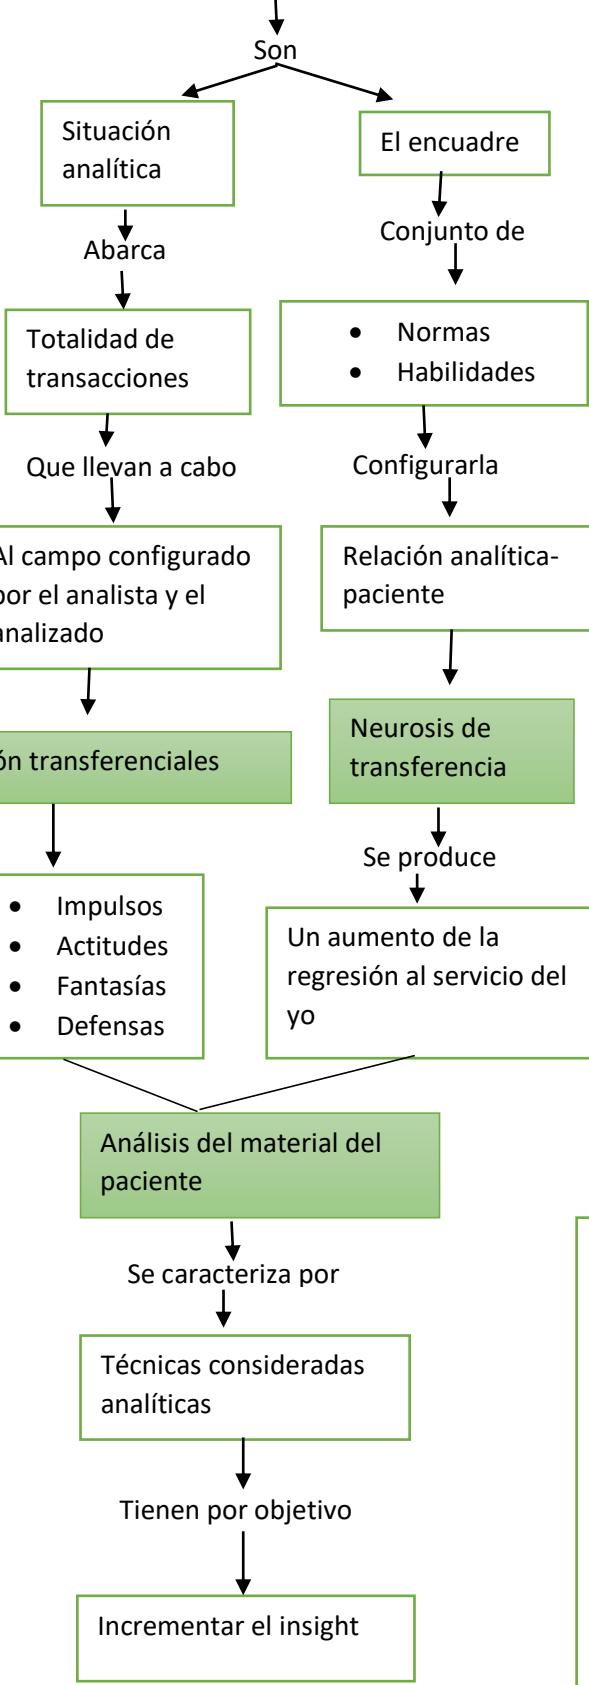 Son
Situación
analítica
El encuadre
Abarca
Conjunto de
Totalidad de
transacciones
• Normas
• Habilidades
Que llevan a cabo
Configurarla
Al campo configurado
por el analista y el
analizado
Relación analítica-
paciente
ón transferenciales
Neurosis de
transferencia
Se produce
• Impulsos
• Actitudes
• Fantasías
• Defensas
Un aumento de la
regresión al servicio del
yo
Análisis del material del
paciente
Se caracteriza por
Técnicas consideradas
analíticas
Tienen por objetivo
Incrementar el insight